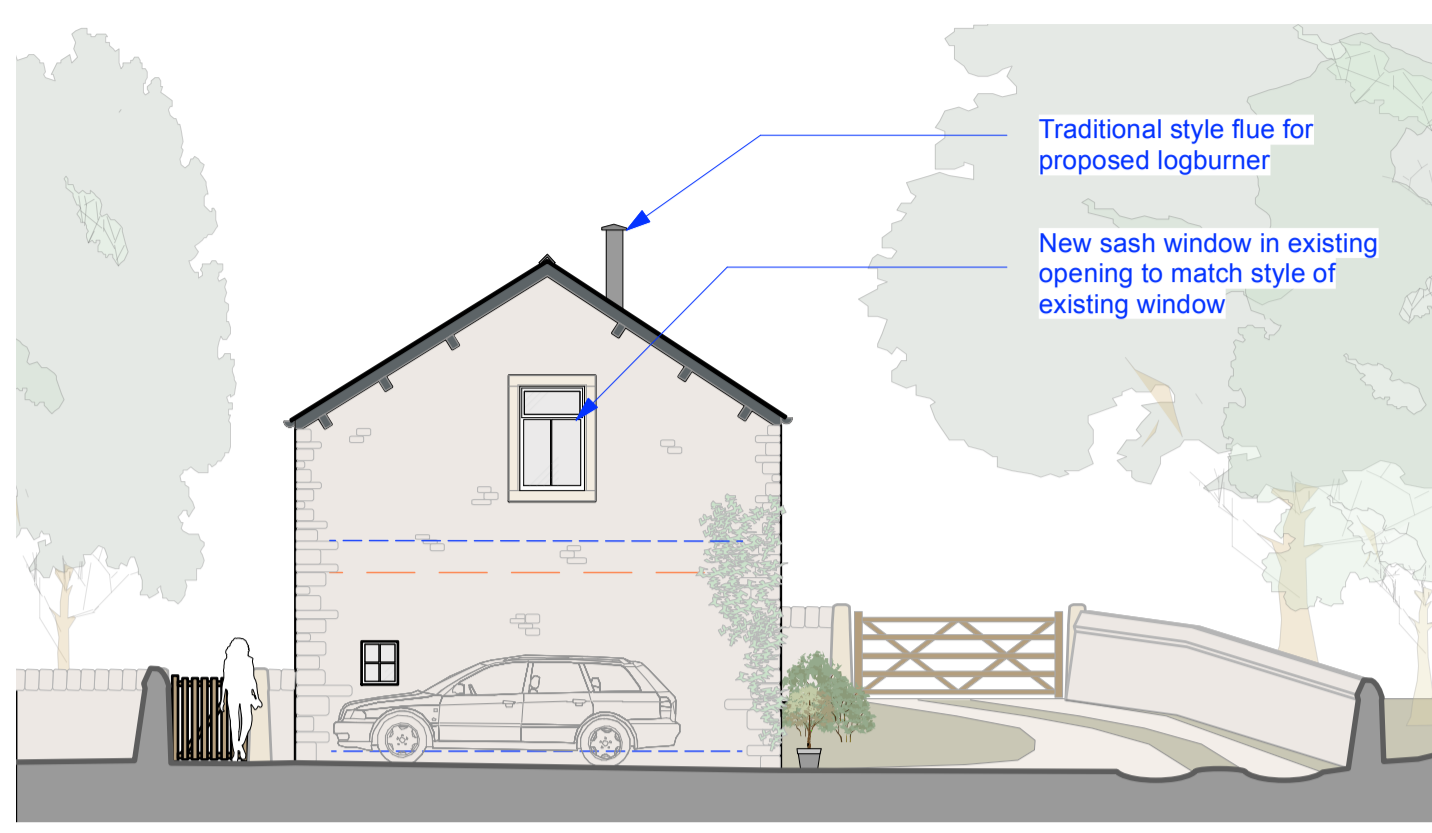 Traditional style flue for
proposed logburner
New sash window in existing
opening to match style of
existing window